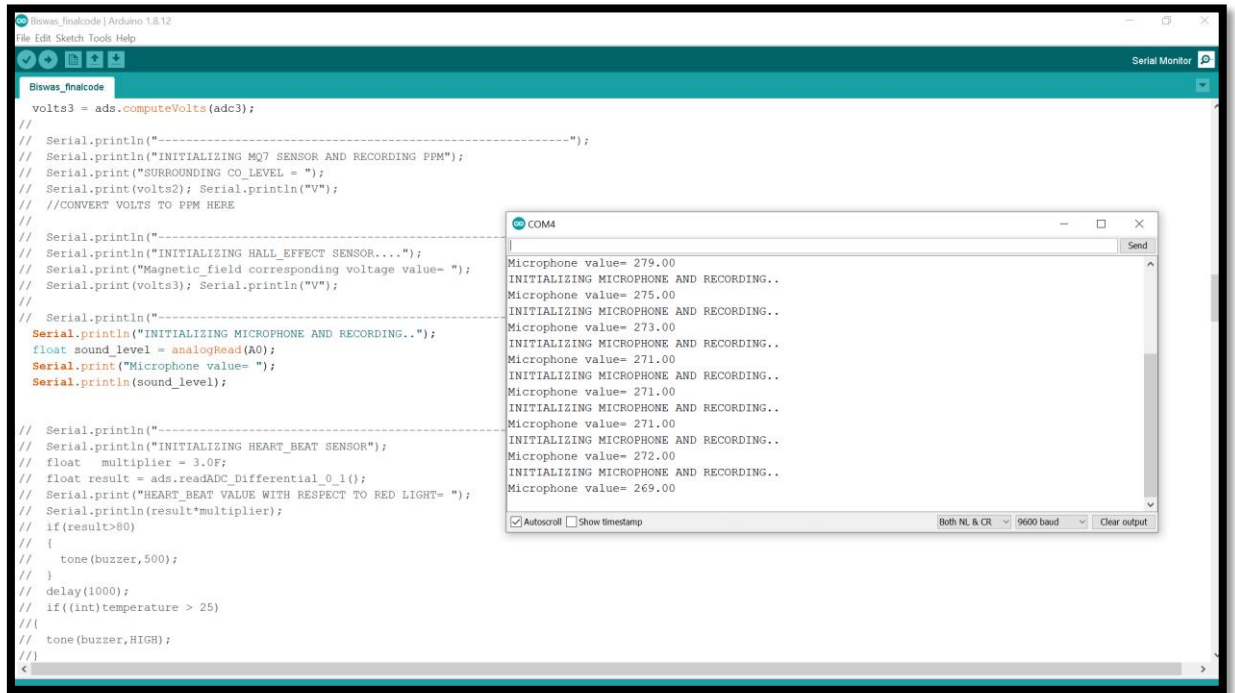 Biswas_finalcode | Arduino 1.8.12
File Edit Sketch Tools Help
Serial Monitor
Biswas_finalcode
volts3 = ads.computeVolts(adc3);
//
// Serial.println("------------------------------------------------------------");
// Serial.println("INITIALIZING MQ7 SENSOR AND RECORDING PPM");
// Serial.print("SURROUNDING CO_LEVEL = ");
// Serial.print(volts2); Serial.println("V");
// //CONVERT VOLTS TO PPM HERE
//
// Serial.println("---------------------------------------------------
// Serial.println("INITIALIZING HALL_EFFECT SENSOR....");
// Serial.print("Magnetic_field corresponding voltage value= ");
// Serial.print(volts3); Serial.println("V");
//
// Serial.println("---------------------------------------------------
Serial.println("INITIALIZING MICROPHONE AND RECORDING..");
float sound_level = analogRead(A0);
Serial.print("Microphone value= ");
Serial.println(sound_level);
// Serial.println("---------------------------------------------------
// Serial.println("INITIALIZING HEART_BEAT SENSOR");
// float multiplier = 3.0F;
// float result = ads.readADC_Differential_0_1();
// Serial.print("HEART_BEAT VALUE WITH RESPECT TO RED LIGHT= ");
// Serial.println(result*multiplier);
// if(result>80)
// {
// tone(buzzer,500);
// }
// delay(1000);
// if((int)temperature > 25)
//{
// tone(buzzer,HIGH);
//}
COM4
Send
Microphone value= 279.00
INITIALIZING MICROPHONE AND RECORDING..
Microphone value= 275.00
INITIALIZING MICROPHONE AND RECORDING..
Microphone value= 273.00
INITIALIZING MICROPHONE AND RECORDING..
Microphone value= 271.00
INITIALIZING MICROPHONE AND RECORDING..
Microphone value= 271.00
INITIALIZING MICROPHONE AND RECORDING..
Microphone value= 271.00
INITIALIZING MICROPHONE AND RECORDING..
Microphone value= 272.00
INITIALIZING MICROPHONE AND RECORDING..
Microphone value= 269.00
Autoscroll Show timestamp Both NL & CR 9600 baud Clear output